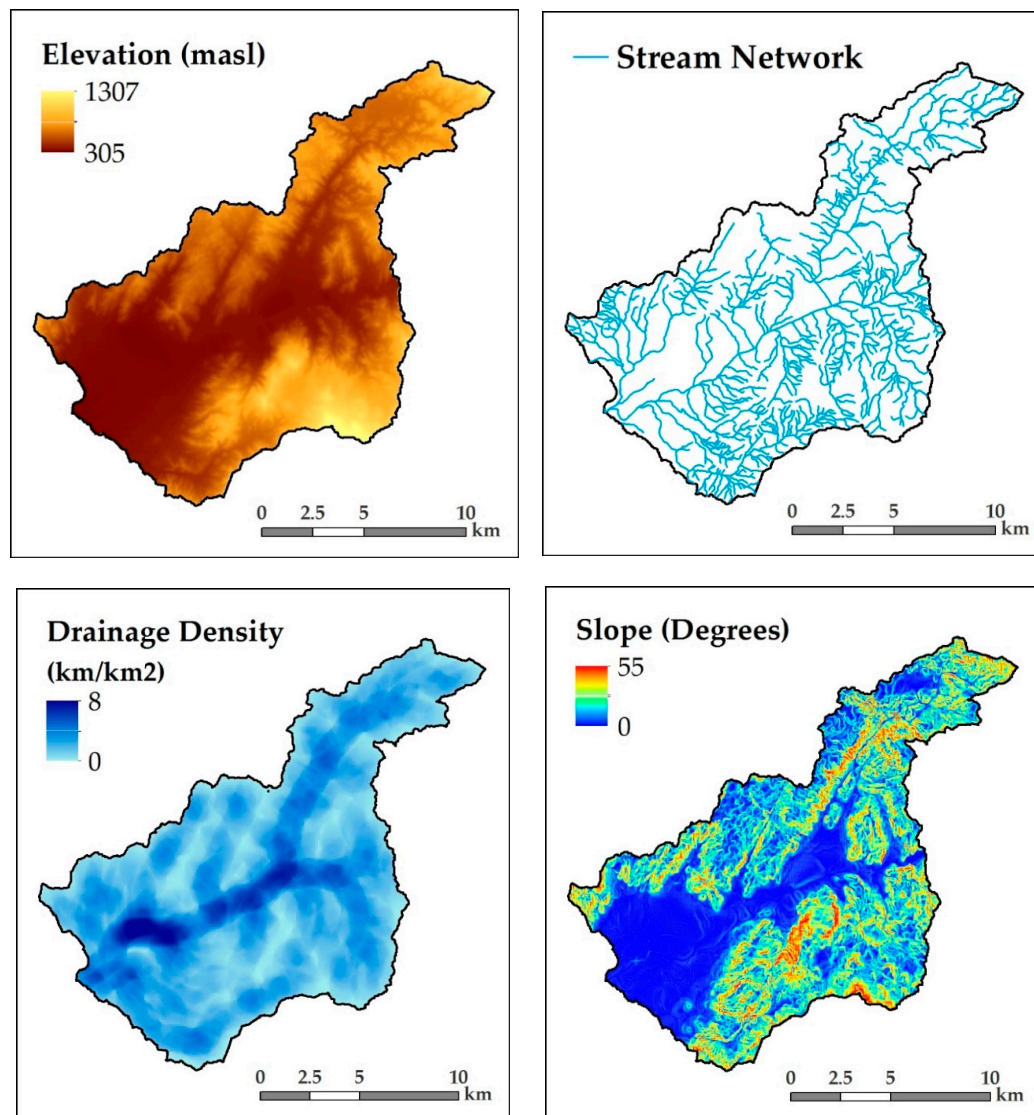 Elevation (masl)
1307
305
0 2.5 5 10
km
Stream Network
0 2.5 5 10
km
Drainage Density
(km/km2)
8
0
0 2.5 5 10
km
Slope (Degrees)
55
0
0 2.5 5 10
km